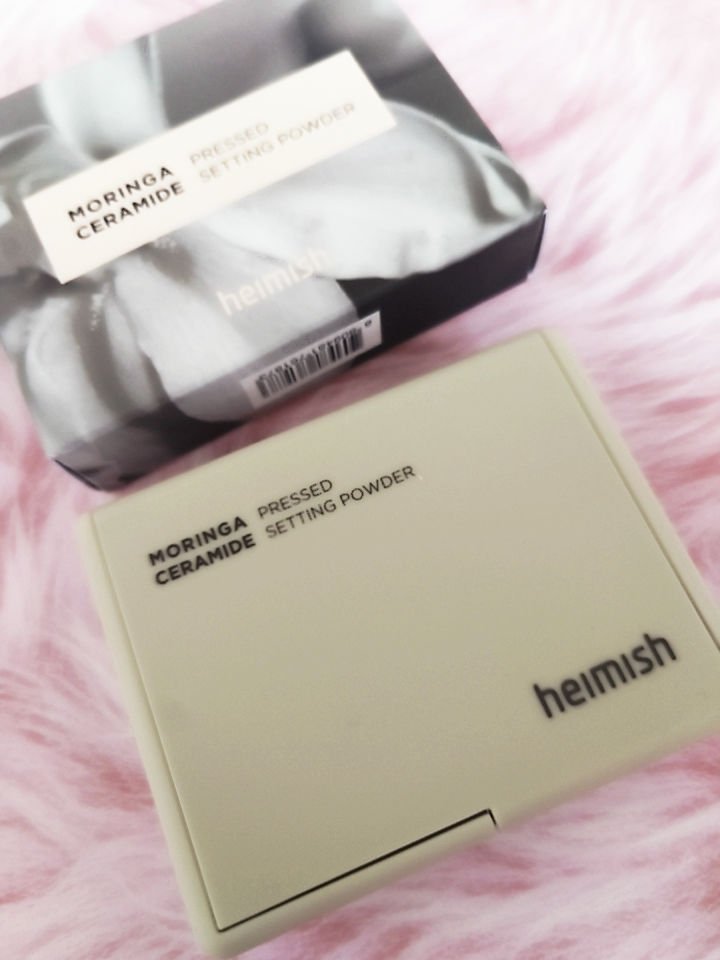 MORINGA PRESSED
CERAMIDE SETTING POWDER
heimish
MORINGA PRESSED
CERAMIDE SETTING POWDER
heimish